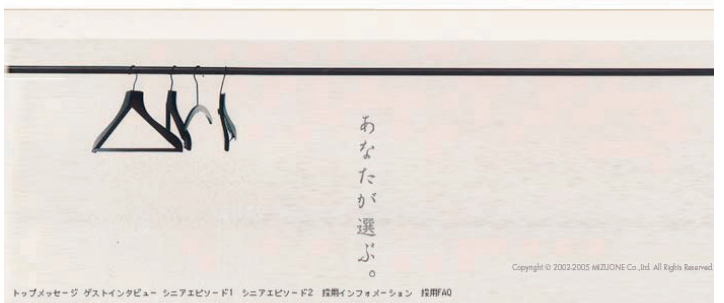 あなたが選ぶ。
Copyright © 2002-2005 MIZUONE Co.,Ltd. All Rights Reserved.
トップメッセージ ゲストインタビュー シニアエピソード1 シニアエピソード2 採用インフォメーション 採用FAQ